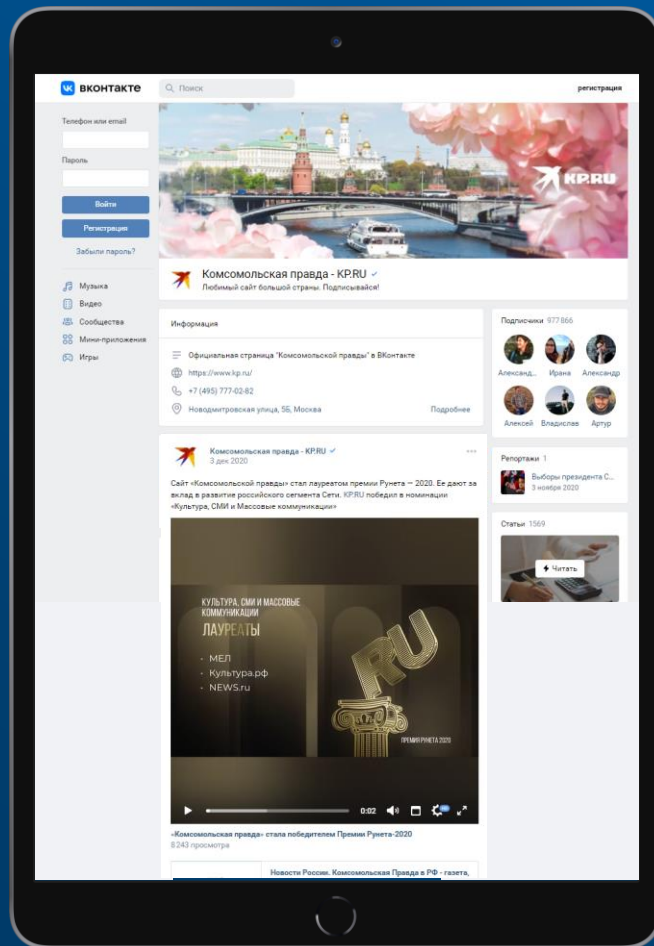 ВКОНТАКТЕ
Поиск
регистрация
Телефон или email
Пароль
Войти
Регистрация
Забыли пароль?
Музыка
Видео
Сообщества
Мини-приложения
Игры
KP.RU
Комсомольская правда - KP.RU
Любимый сайт большой страны. Подписывайся!
Информация
Официальная страница "Комсомольской правды" в ВКонтакте
https://www.kp.ru/
+7 (495) 777-02-82
Новодмитровская улица, 5Б, Москва
Подробнее
Подписчики 977 866
Александ... Ирана Александр
Алексей Владислав Артур
Репортажи 1
Выборы президента С...
3 ноября 2020
Статьи 1569
Читать
Комсомольская правда - KP.RU
3 дек 2020
Сайт «Комсомольской правды» стал лауреатом премии Рунета — 2020. Ее дают за
вклад в развитие российского сегмента Сети. KP.RU победил в номинации
«Культура, СМИ и Массовые коммуникации»
КУЛЬТУРА, СМИ И МАССОВЫЕ
КОММУНИКАЦИИ
ЛАУРЕАТЫ
· МЕЛ
· Культура.рф
· NEWS.ru
RU
ПРЕМИЯ РУНЕТА 2020
0:02
«Комсомольская правда» стала победителем Премии Рунета-2020
8 243 просмотра
Новости России. Комсомольская Правда в РФ - газета,